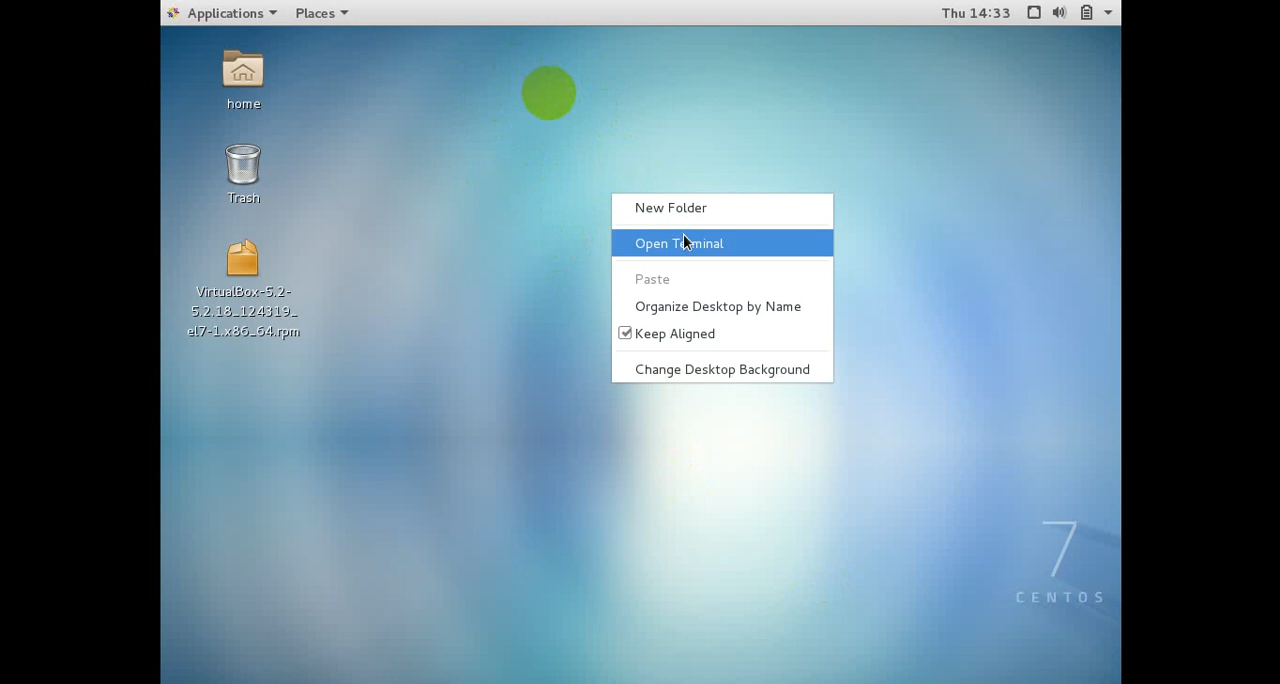 Applications Places Thu 14:33
home
Trash
VirtualBox-5.2-
5.2.18_124319_
el7-1.x86_64.rpm
New Folder
Open Terminal
Paste
Organize Desktop by Name
Keep Aligned
Change Desktop Background
7
CENTOS